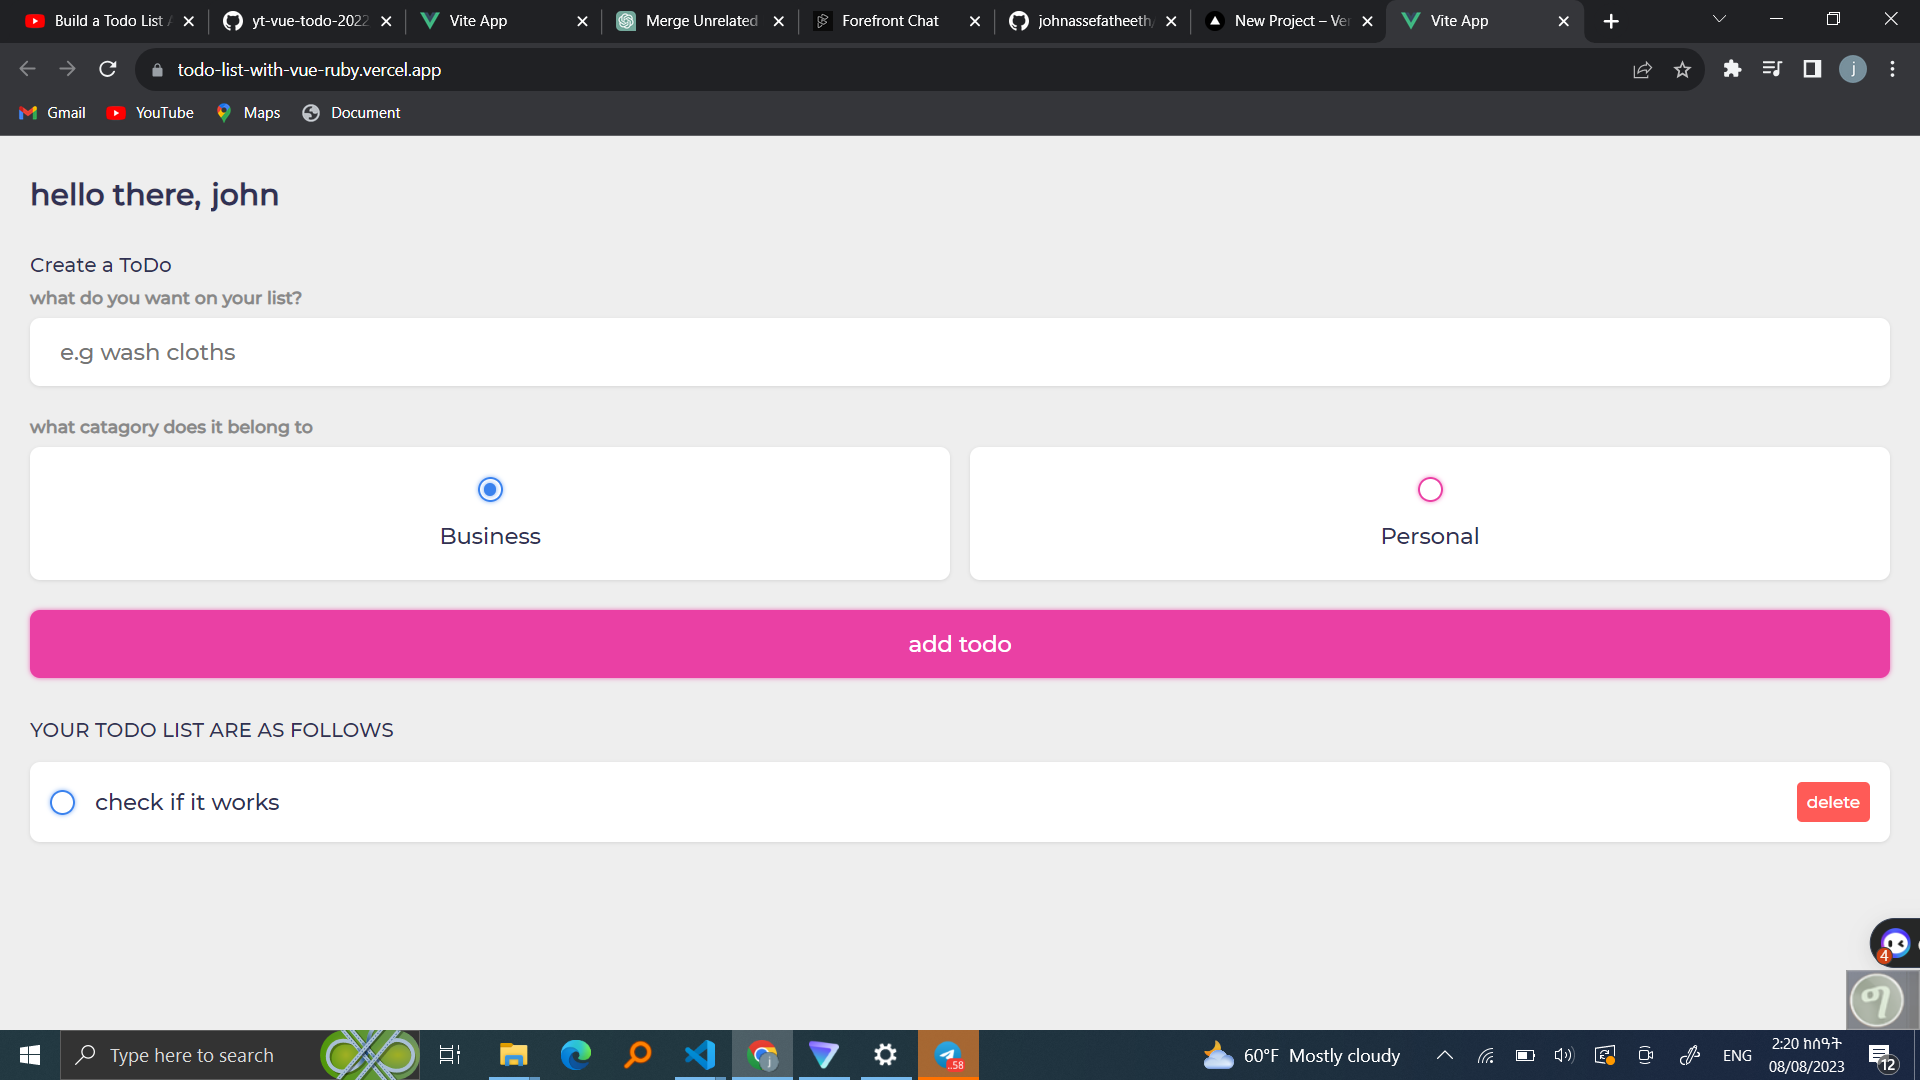 Build a Todo List
yt-vue-todo-2022
Vite App
Merge Unrelated
Forefront Chat
johnassefatheeth
New Project – Ve
Vite App
todo-list-with-vue-ruby.vercel.app
j
Gmail
YouTube
Maps
Document
hello there, john
Create a ToDo
what do you want on your list?
e.g wash cloths
what catagory does it belong to
Business
Personal
add todo
YOUR TODO LIST ARE AS FOLLOWS
check if it works
delete
4
Type here to search
j
..58
60°F Mostly cloudy
ENG
2:20 ከሰዓት
08/08/2023
12